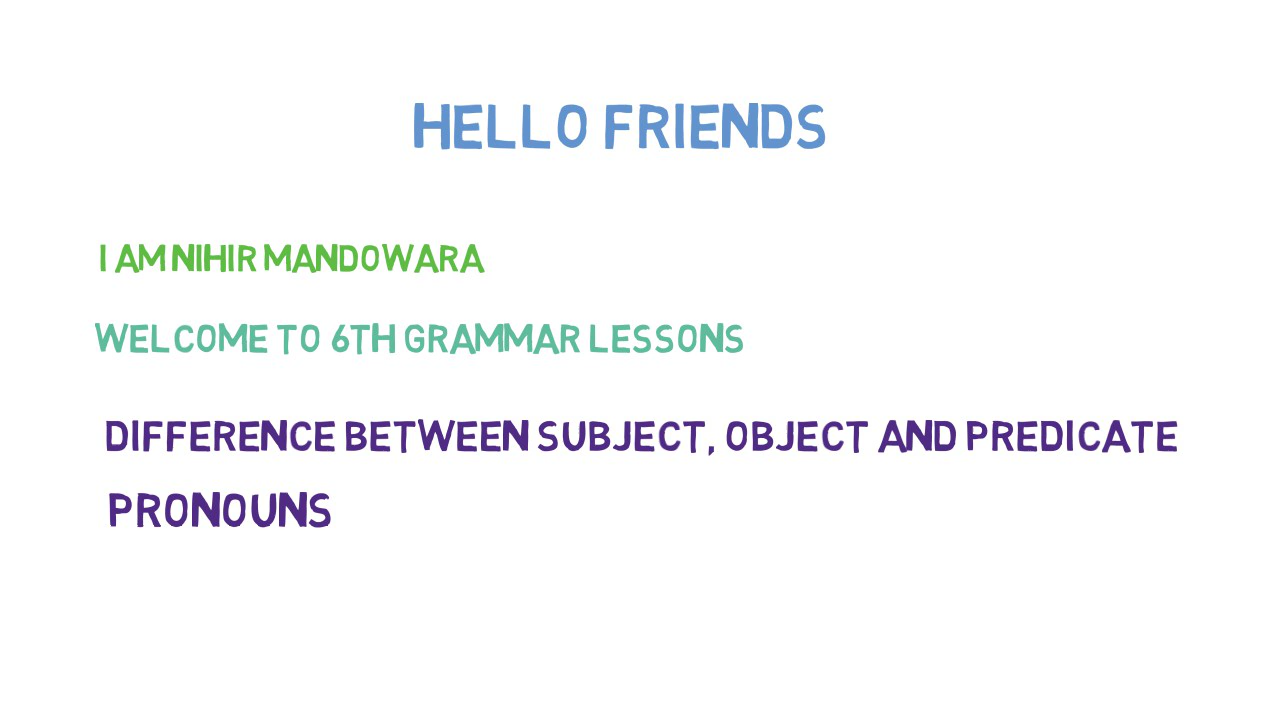 HELLO FRIENDS
I AM NIHIR MANDOWARA
WELCOME TO 6TH GRAMMAR LESSONS
DIFFERENCE BETWEEN SUBJECT, OBJECT AND PREDICATE
PRONOUNS